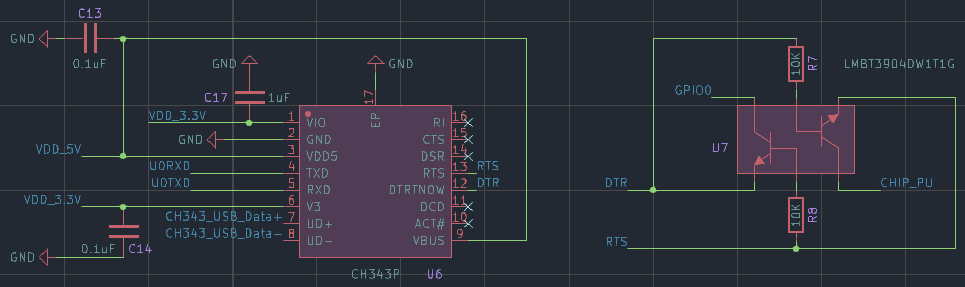 C13
GND
0.1uF
GND
GND
C17
1uF
17
EP
VDD_3.3V
1
VIO
RI
16
GND
2
GND
CTS
15
VDD_5V
3
VDD5
DSR
14
U0RXD
4
TXD
RTS
13
RTS
U0TXD
5
RXD
DTRTNOW
12
DTR
VDD_3.3V
6
V3
DCD
11
CH343_USB_Data+
7
UD+
ACT#
10
CH343_USB_Data-
8
UD-
VBUS
9
0.1uF
C14
GND
CH343P
U6
10K
R7
LMBT3904DW1T1G
GPIO0
U7
DTR
CHIP_PU
10K
R8
RTS